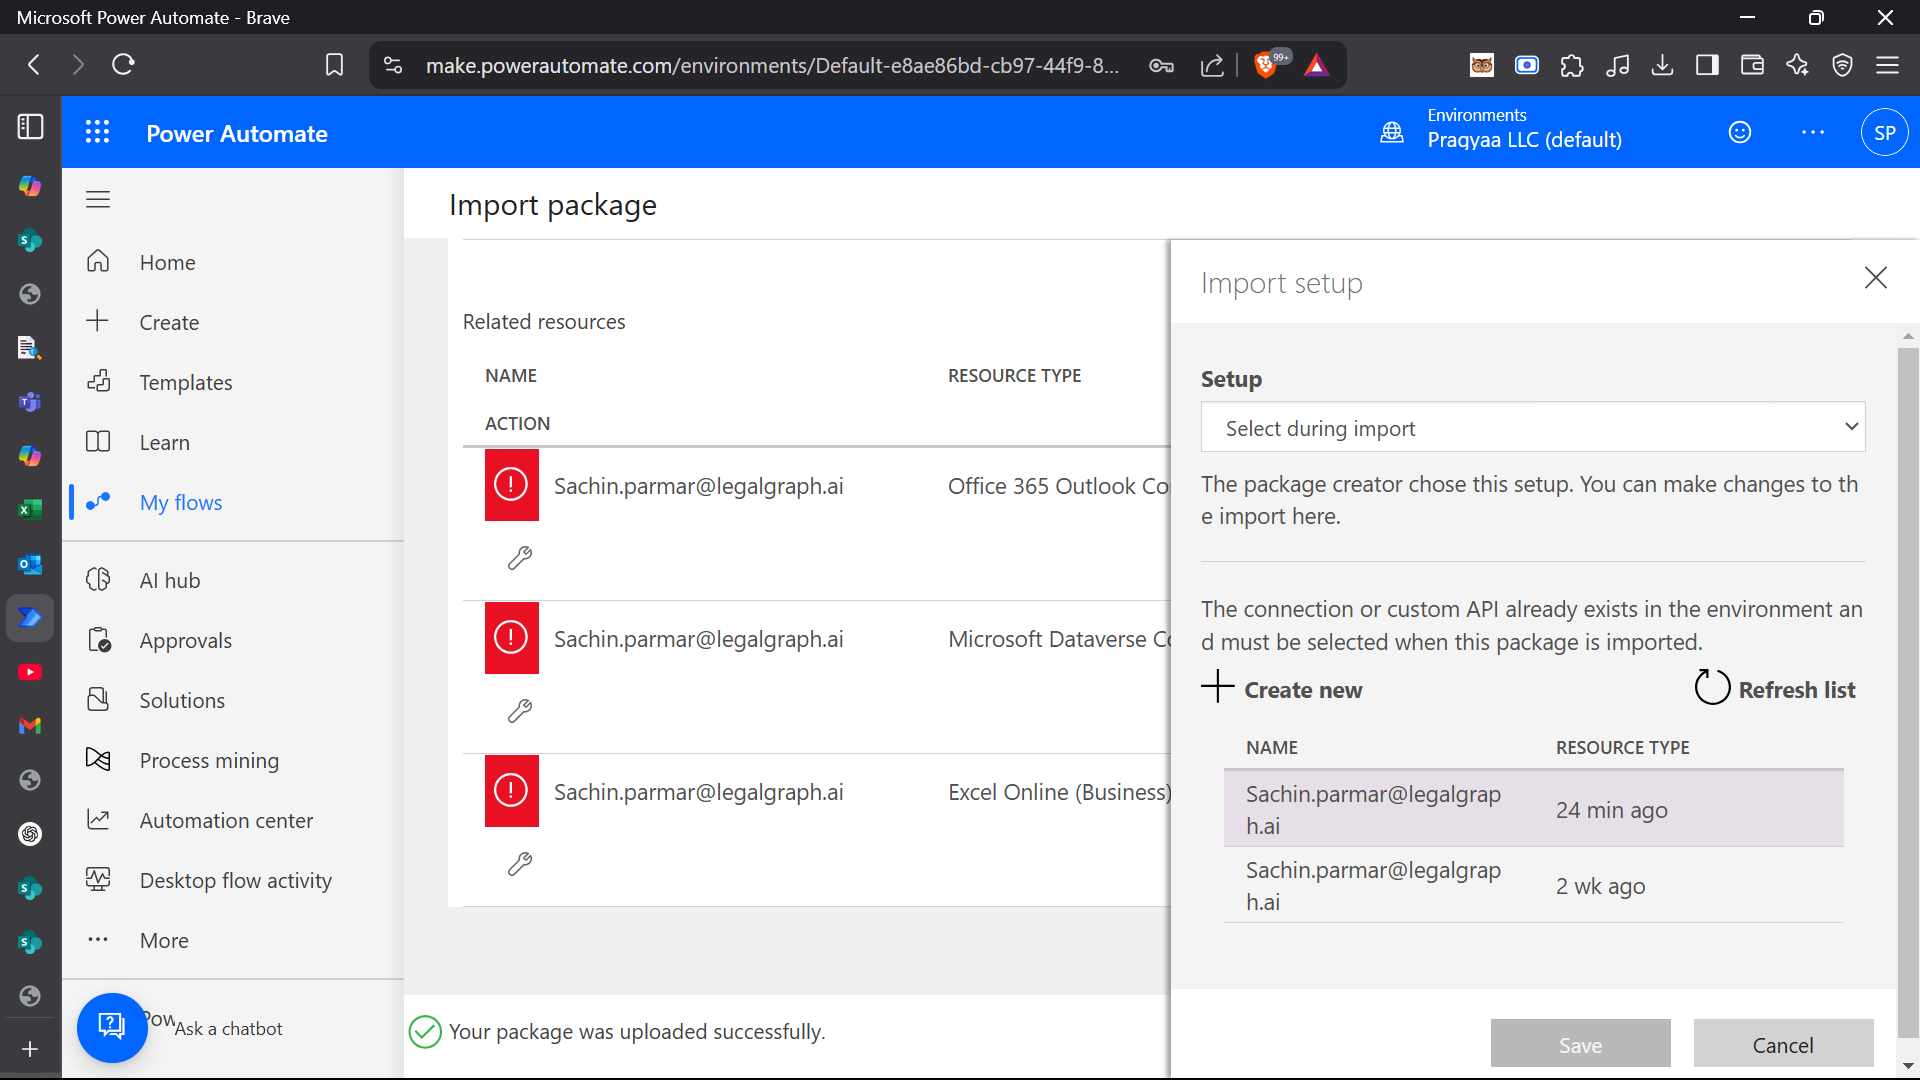 Microsoft Power Automate - Brave
make.powerautomate.com/environments/Default-e8ae86bd-cb97-44f9-8...
99+
Power Automate
Environments
Praqyaa LLC (default)
SP
Home
Create
Templates
Learn
My flows
AI hub
Approvals
Solutions
Process mining
Automation center
Desktop flow activity
More
Pow
Ask a chatbot
Import package
Related resources
NAME RESOURCE TYPE
ACTION
Sachin.parmar@legalgraph.ai Office 365 Outlook Co
Sachin.parmar@legalgraph.ai Microsoft Dataverse Co
Sachin.parmar@legalgraph.ai Excel Online (Business)
Your package was uploaded successfully.
Import setup
Setup
Select during import
The package creator chose this setup. You can make changes to th
e import here.
The connection or custom API already exists in the environment an
d must be selected when this package is imported.
Create new Refresh list
NAME RESOURCE TYPE
Sachin.parmar@legalgrap
h.ai
24 min ago
Sachin.parmar@legalgrap
h.ai
2 wk ago
Save Cancel